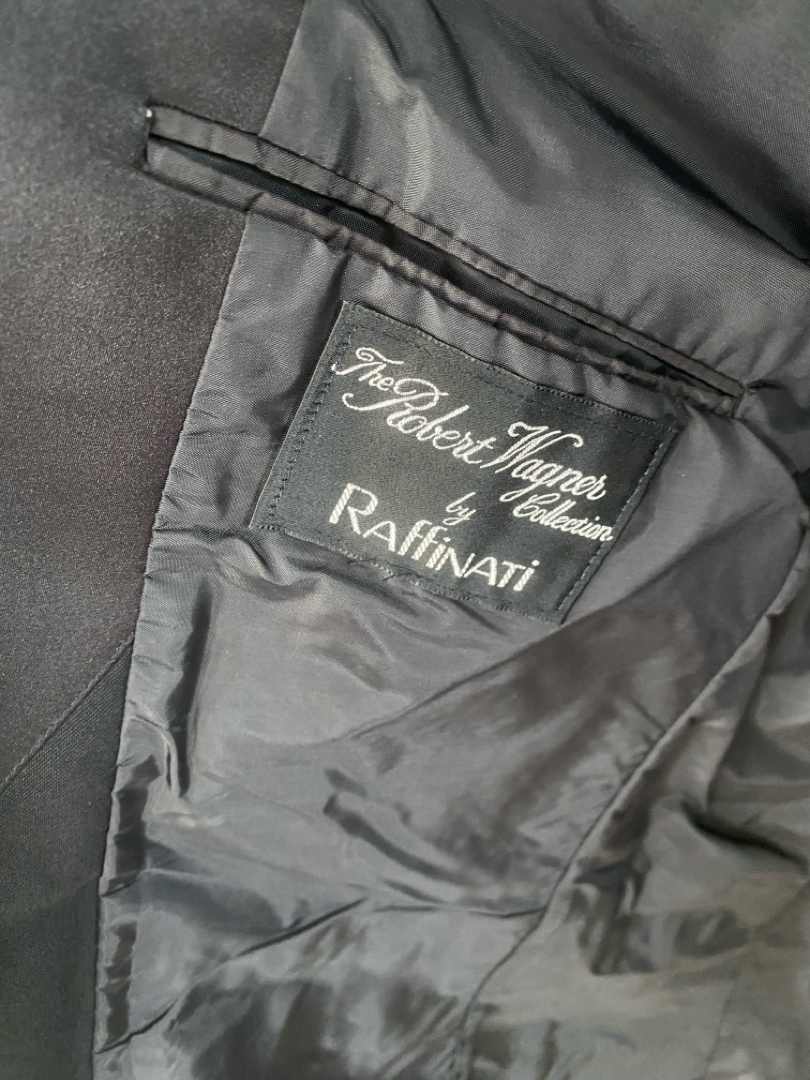 The Robert Wagner
Collection
by
RAffiNATi